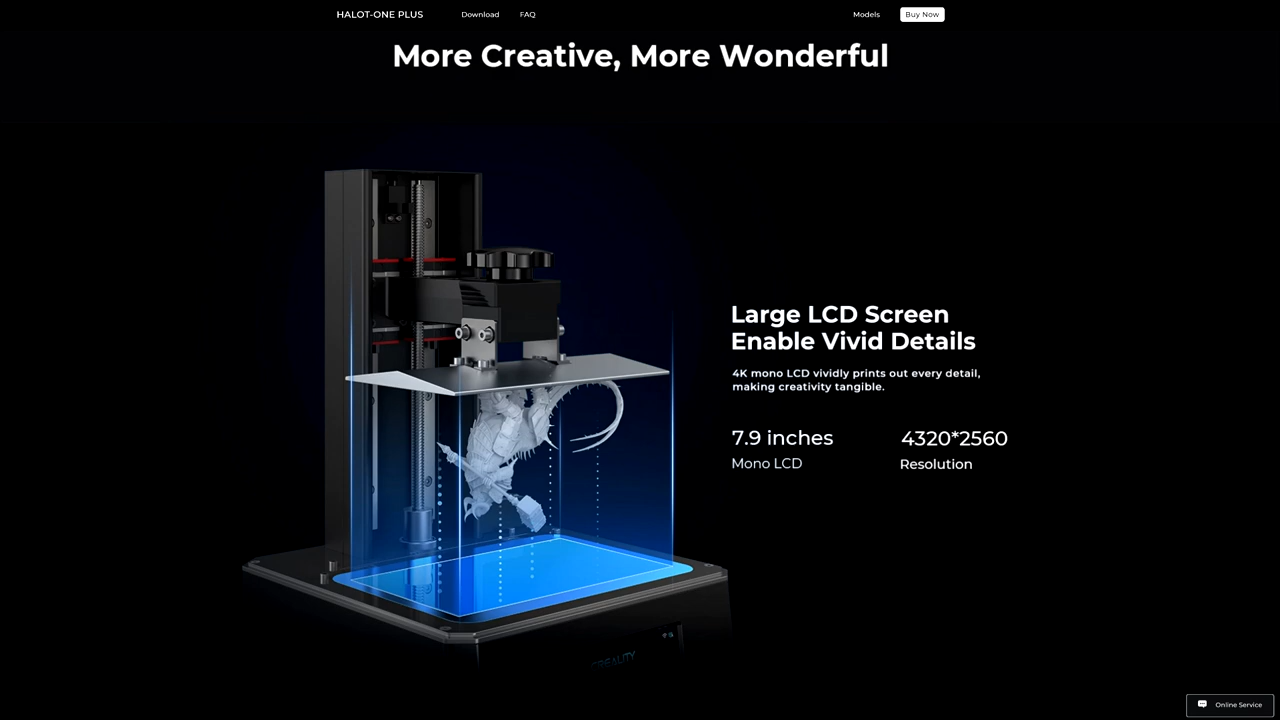 HALOT-ONE PLUS
Download
FAQ
Models
Buy Now
More Creative, More Wonderful
Large LCD Screen
Enable Vivid Details
4K mono LCD vividly prints out every detail,
making creativity tangible.
7.9 inches
4320*2560
Mono LCD
Resolution
CREALITY
Online Service